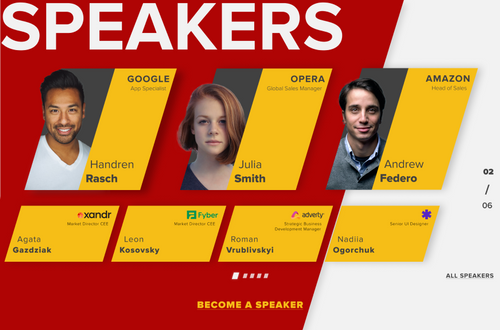 SPEAKERS
GOOGLE
App Specialist
Handren
Rasch
OPERA
Global Sales Manager
Julia
Smith
AMAZON
Head of Sales
Andrew
Federo
02
/
06
xandr
Market Director CEE
Agata
Gazdziak
Fyber
Market Director CEE
Leon
Kosovsky
adverty
Strategic Business
Development Manager
Roman
Vrublivskyi
Senior UI Designer
Nadiia
Ogorchuk
ALL SPEAKERS
BECOME A SPEAKER